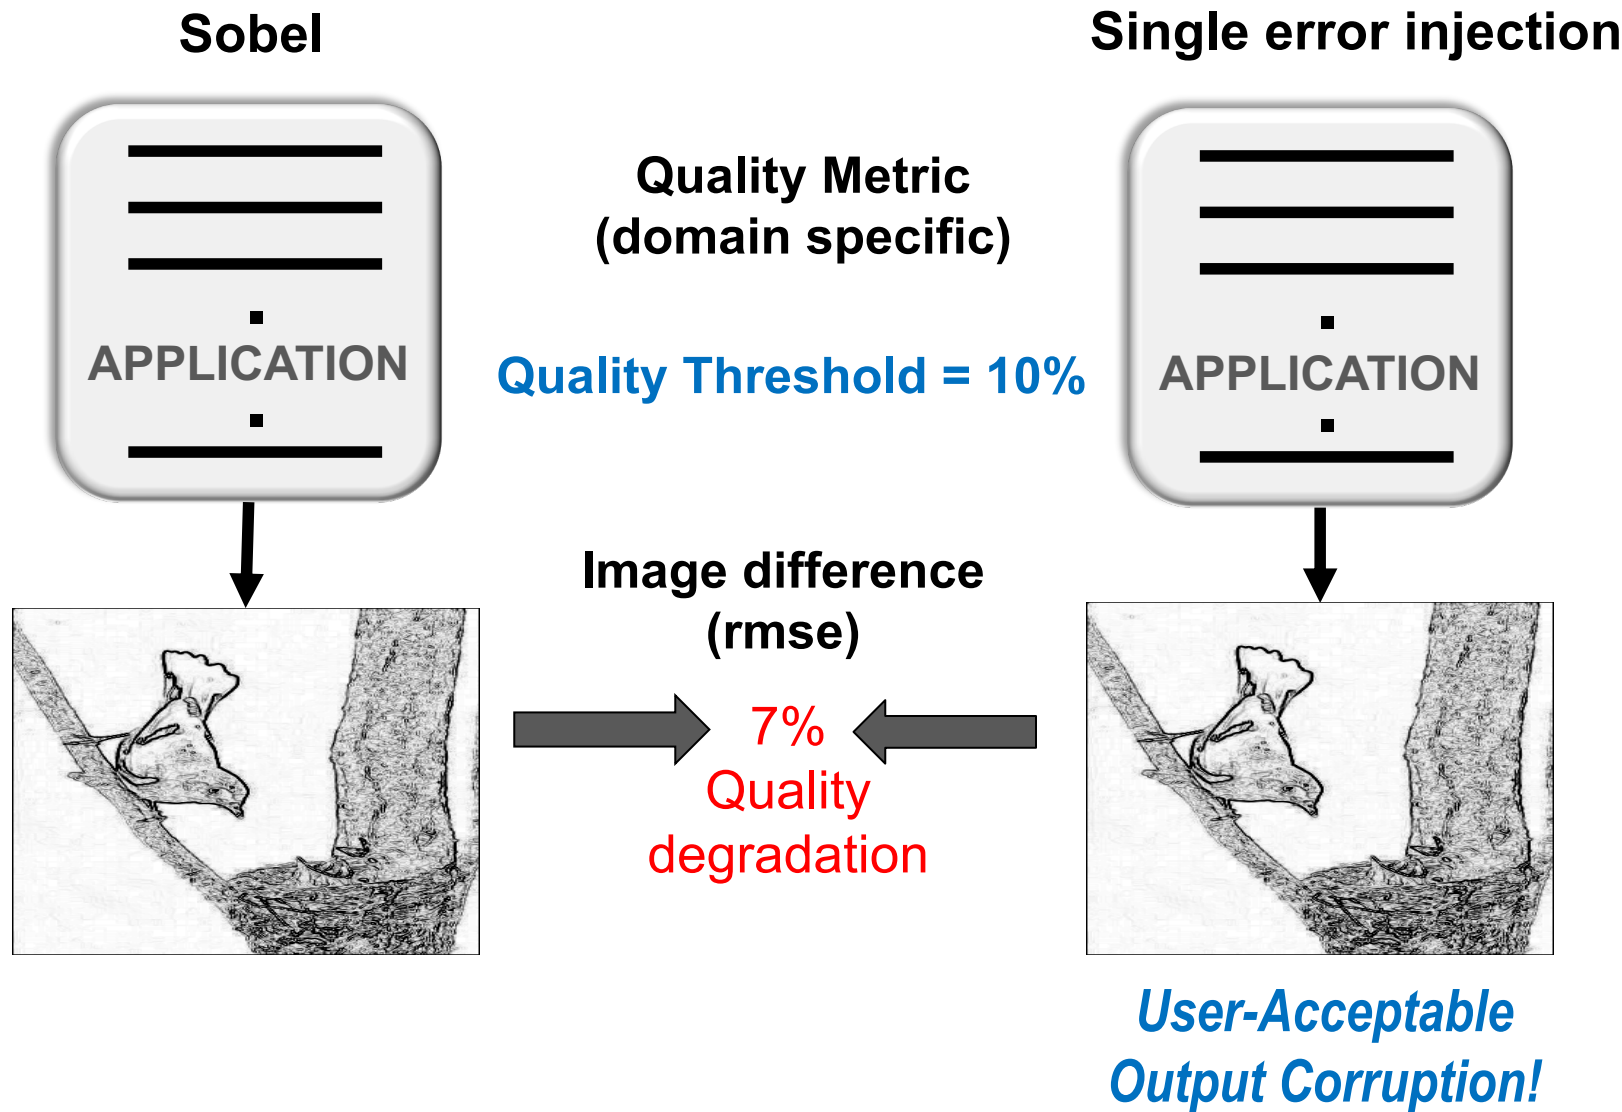 Sobel
Single error injection
APPLICATION
Quality Metric
(domain specific)
Quality Threshold = 10%
APPLICATION
Image difference
(rmse)
7%
Quality
degradation
User-Acceptable
Output Corruption!